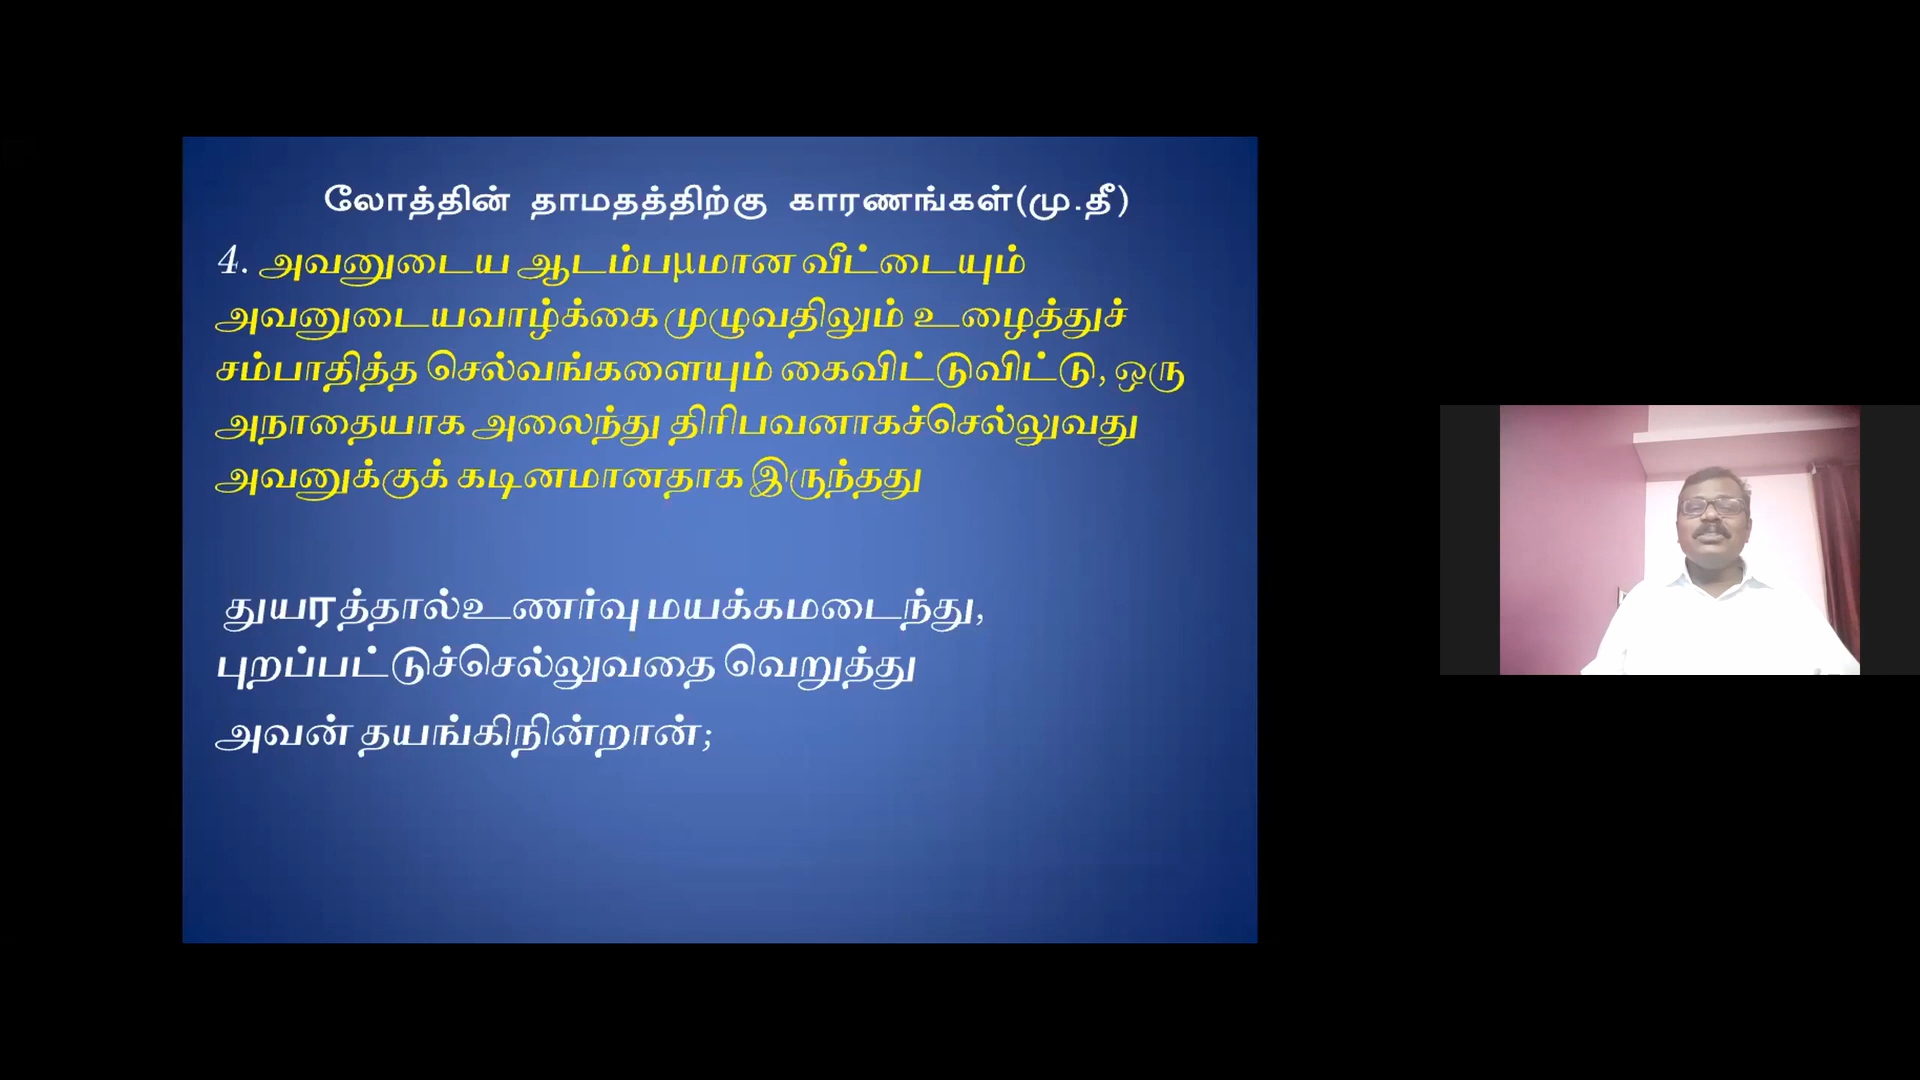 லோத்தின் தாமதத்திற்கு காரணங்கள்(மு.தீ)
4. அவனுடைய ஆடம்பµமான வீட்டையும்
அவனுடையவாழ்க்கை முழுவதிலும் உழைத்துச்
சம்பாதித்த செல்வங்களையும் கைவிட்டுவிட்டு, ஒரு
அநாதையாக அலைந்து திரிபவனாகச்செல்லுவது
அவனுக்குக் கடினமானதாக இருந்தது
துயரத்தால்உணர்வு மயக்கமடைந்து,
புறப்பட்டுச்செல்லுவதை வெறுத்து
அவன் தயங்கிநின்றான்;